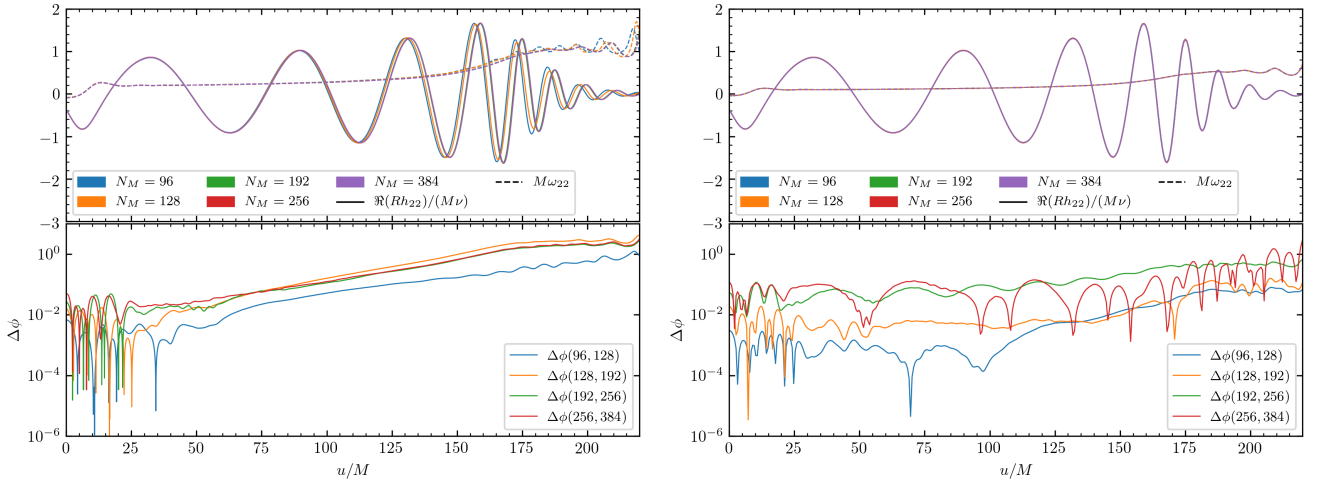 2
1
0
−1
−2
−3
N_M = 96
N_M = 128
N_M = 192
N_M = 256
N_M = 384
ℜ(Rh_22)/(Mν)
Mω_22
10^0
10^−2
10^−4
10^−6
Δϕ
Δϕ(96, 128)
Δϕ(128, 192)
Δϕ(192, 256)
Δϕ(256, 384)
0 25 50 75 100 125 150 175 200
u/M
2
1
0
−1
−2
−3
N_M = 96
N_M = 128
N_M = 192
N_M = 256
N_M = 384
ℜ(Rh_22)/(Mν)
Mω_22
10^0
10^−2
10^−4
10^−6
Δϕ
Δϕ(96, 128)
Δϕ(128, 192)
Δϕ(192, 256)
Δϕ(256, 384)
0 25 50 75 100 125 150 175 200
u/M